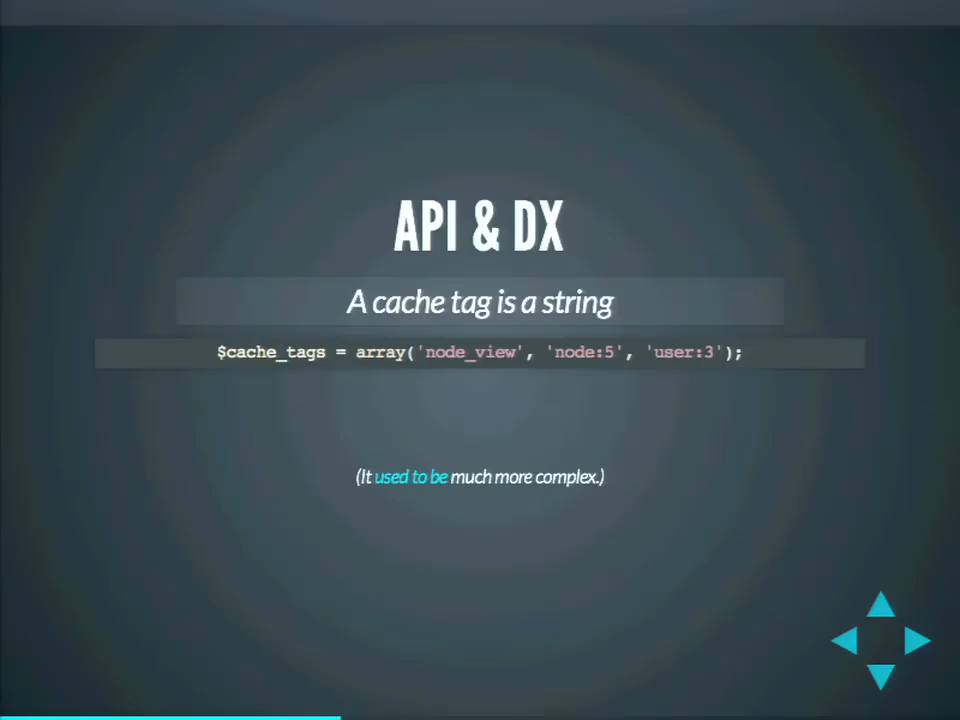 API & DX
A cache tag is a string
$cache_tags = array('node_view', 'node:5', 'user:3');
(It used to be much more complex.)